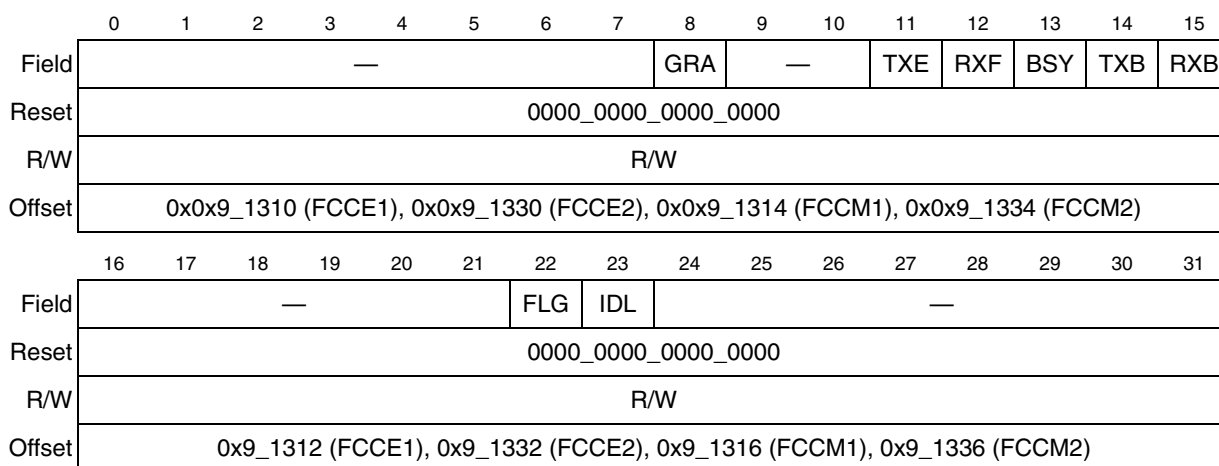 0 1 2 3 4 5 6 7 8 9 10 11 12 13 14 15
Field — GRA — TXE RXF BSY TXB RXB
Reset 0000_0000_0000_0000
R/W R/W
Offset 0x0x9_1310 (FCCE1), 0x0x9_1330 (FCCE2), 0x0x9_1314 (FCCM1), 0x0x9_1334 (FCCM2)
16 17 18 19 20 21 22 23 24 25 26 27 28 29 30 31
Field — FLG IDL —
Reset 0000_0000_0000_0000
R/W R/W
Offset 0x9_1312 (FCCE1), 0x9_1332 (FCCE2), 0x9_1316 (FCCM1), 0x9_1336 (FCCM2)